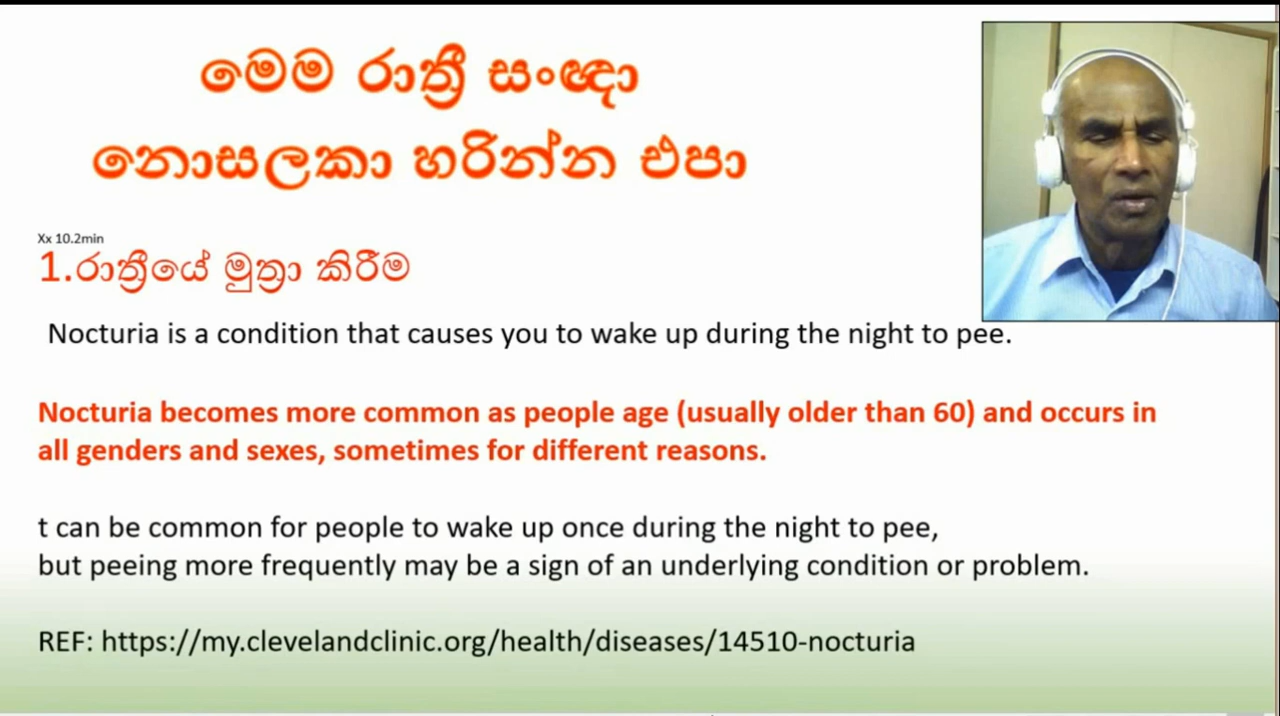 මෙම රාත්‍රී සංඥා
නොසලකා හරින්න එපා
Xx 10.2min
1.රාත්‍රීයේ මුත්‍රා කිරීම
Nocturia is a condition that causes you to wake up during the night to pee.
Nocturia becomes more common as people age (usually older than 60) and occurs in
all genders and sexes, sometimes for different reasons.
t can be common for people to wake up once during the night to pee,
but peeing more frequently may be a sign of an underlying condition or problem.
REF: https://my.clevelandclinic.org/health/diseases/14510-nocturia